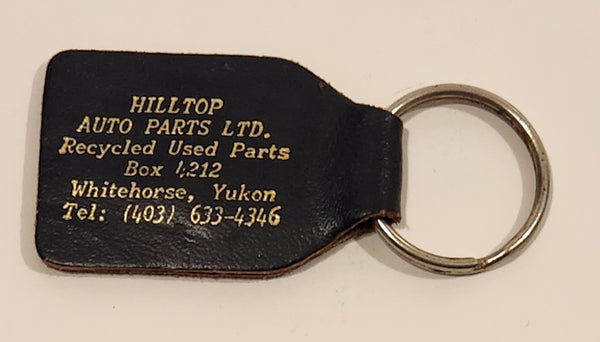 HILLTOP
AUTO PARTS LTD.
Recycled Used Parts
Box 4212
Whitehorse, Yukon
Tel: (403) 633-4346